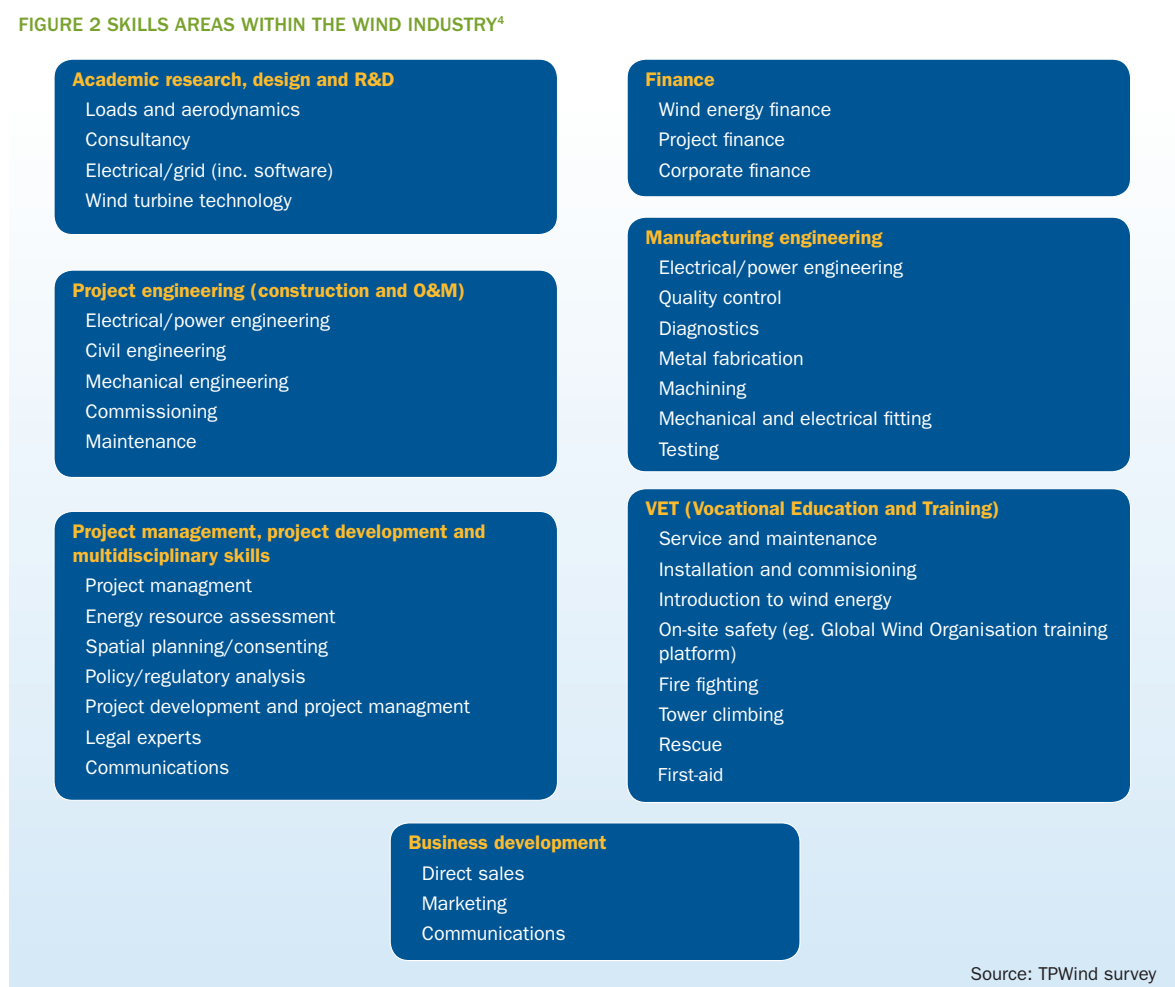 FIGURE 2 SKILLS AREAS WITHIN THE WIND INDUSTRY⁴
Academic research, design and R&D
Loads and aerodynamics
Consultancy
Electrical/grid (inc. software)
Wind turbine technology
Project engineering (construction and O&M)
Electrical/power engineering
Civil engineering
Mechanical engineering
Commissioning
Maintenance
Project management, project development and
multidisciplinary skills
Project managment
Energy resource assessment
Spatial planning/consenting
Policy/regulatory analysis
Project development and project managment
Legal experts
Communications
Finance
Wind energy finance
Project finance
Corporate finance
Manufacturing engineering
Electrical/power engineering
Quality control
Diagnostics
Metal fabrication
Machining
Mechanical and electrical fitting
Testing
VET (Vocational Education and Training)
Service and maintenance
Installation and commisioning
Introduction to wind energy
On-site safety (eg. Global Wind Organisation training
platform)
Fire fighting
Tower climbing
Rescue
First-aid
Business development
Direct sales
Marketing
Communications
Source: TPWind survey